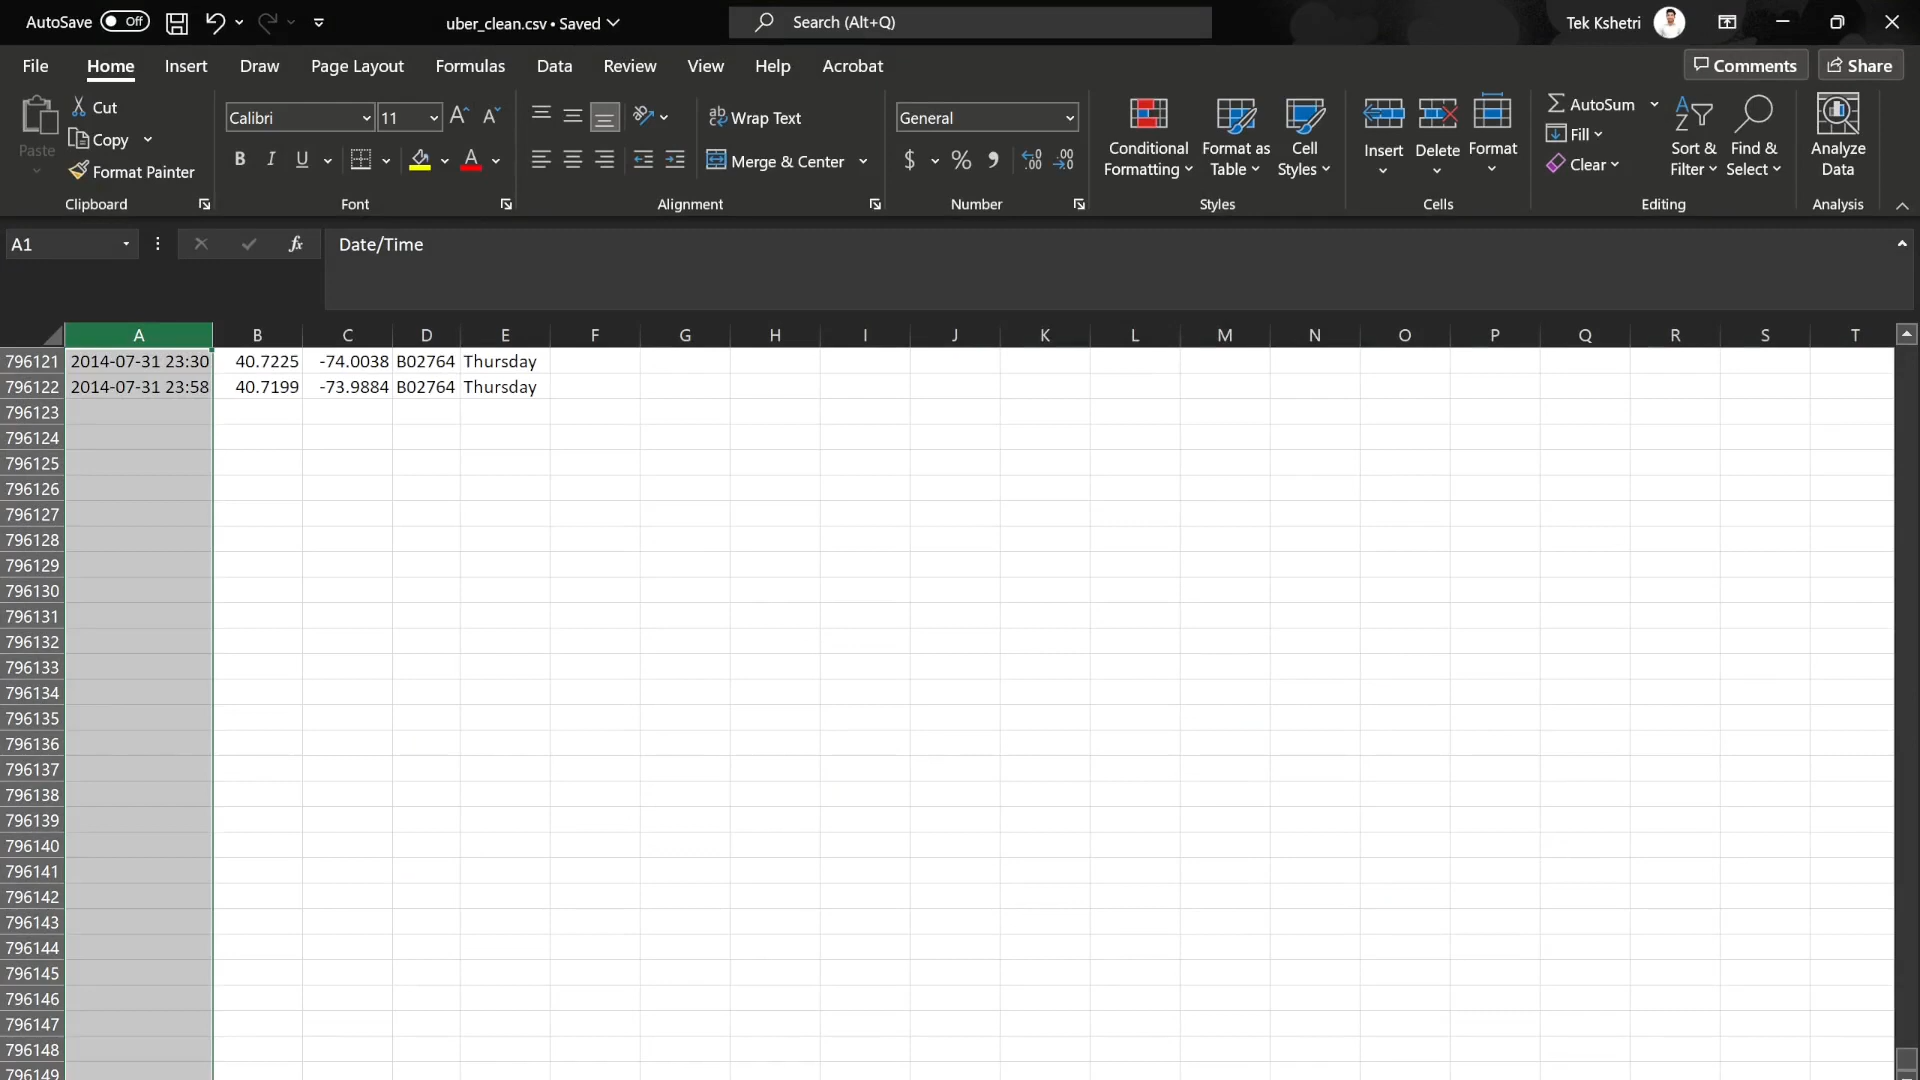 AutoSave Off uber_clean.csv • Saved Search (Alt+Q) Tek Kshetri
File Home Insert Draw Page Layout Formulas Data Review View Help Acrobat Comments Share
Paste
Cut
Copy
Format Painter
Clipboard
Calibri 11
B I U A
Font
Wrap Text
Merge & Center
Alignment
General
$ % 9 .00 .00
Number
Conditional Formatting
Format as Table
Cell Styles
Styles
Insert
Delete
Format
Cells
AutoSum
Fill
Clear
Sort & Filter
Find & Select
Editing
Analyze Data
Analysis
A1 fx Date/Time
A B C D E F G H I J K L M N O P Q R S T
796121 2014-07-31 23:30 40.7225 -74.0038 B02764 Thursday
796122 2014-07-31 23:58 40.7199 -73.9884 B02764 Thursday
796123
796124
796125
796126
796127
796128
796129
796130
796131
796132
796133
796134
796135
796136
796137
796138
796139
796140
796141
796142
796143
796144
796145
796146
796147
796148
796149